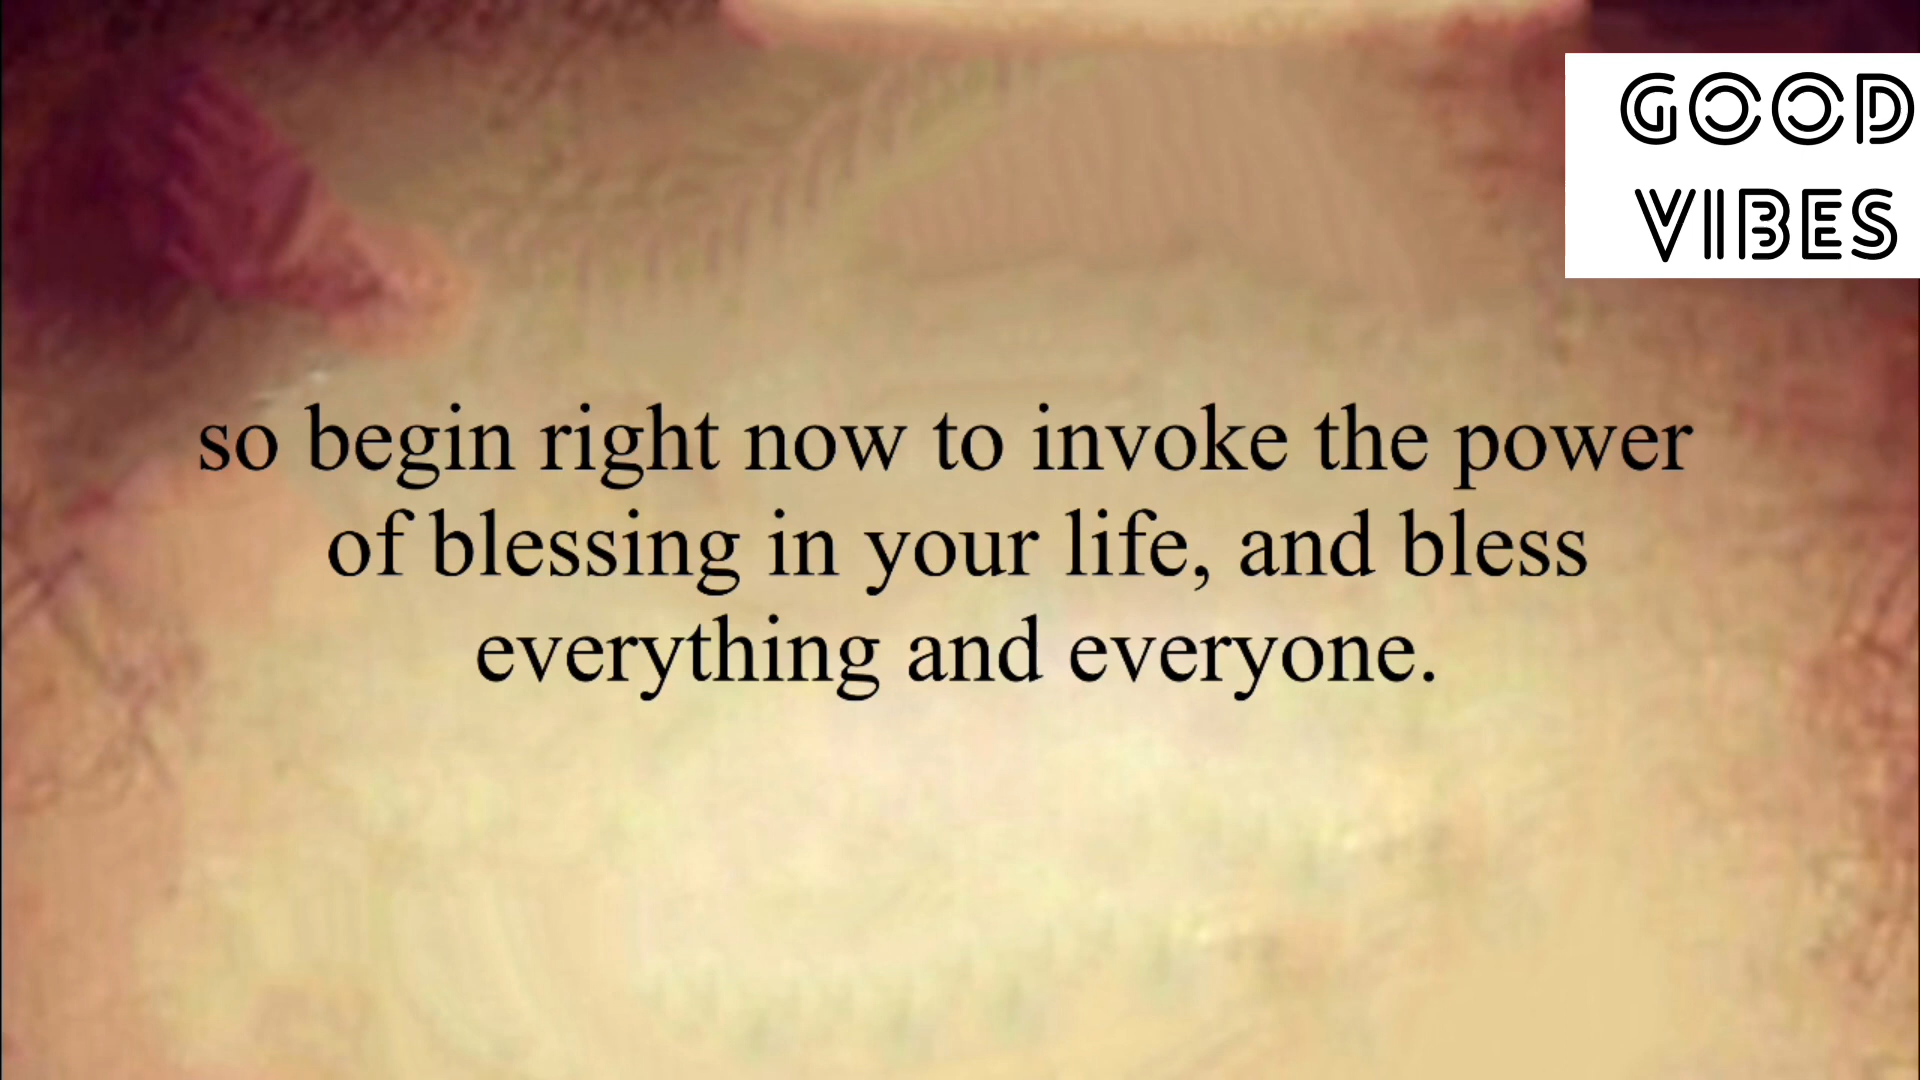 GOOD
VIBES
so begin right now to invoke the power
of blessing in your life, and bless
everything and everyone.